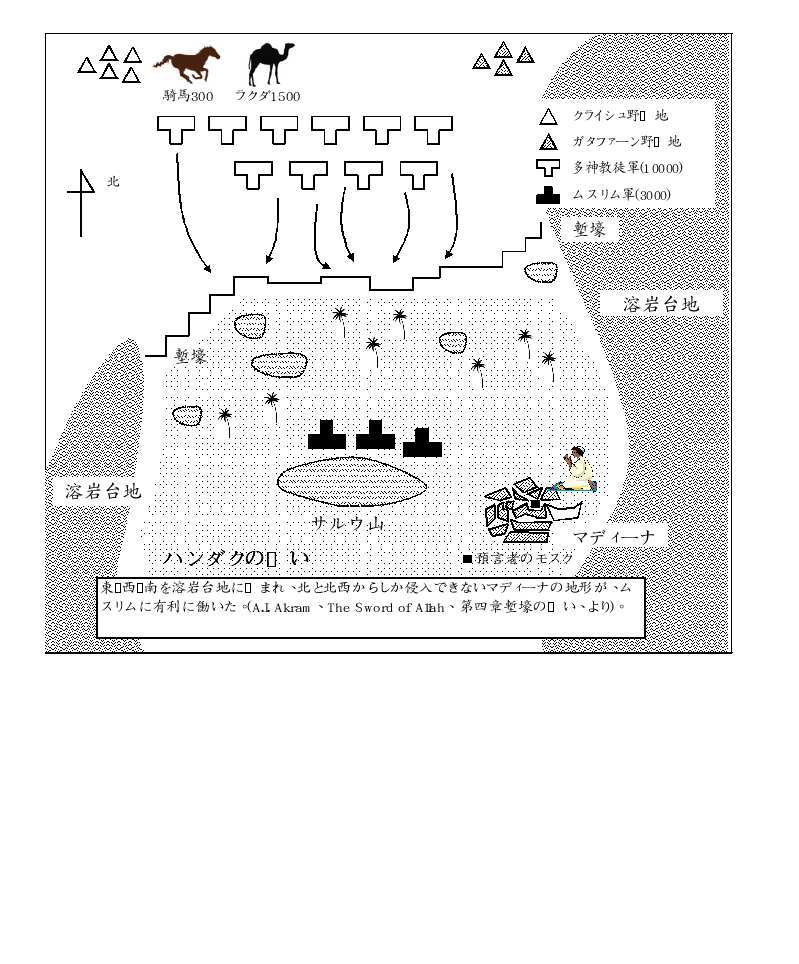 騎馬300
ラクダ1500
北
クライシュ野▯ 地
ガタファーン野▯ 地
多神教徒軍(10000)
ムスリム軍(3000)
塹壕
溶岩台地
塹壕
溶岩台地
サルウ山
マディーナ
ハンダクの▯ い
■預言者のモスク
東▯西▯南を溶岩台地に▯ まれ、北と北西からしか侵入できないマディーナの地形が、ム
スリムに有利に働いた。(A.I. Akram、The Sword of Allah、第四章塹壕の▯ い、より)。